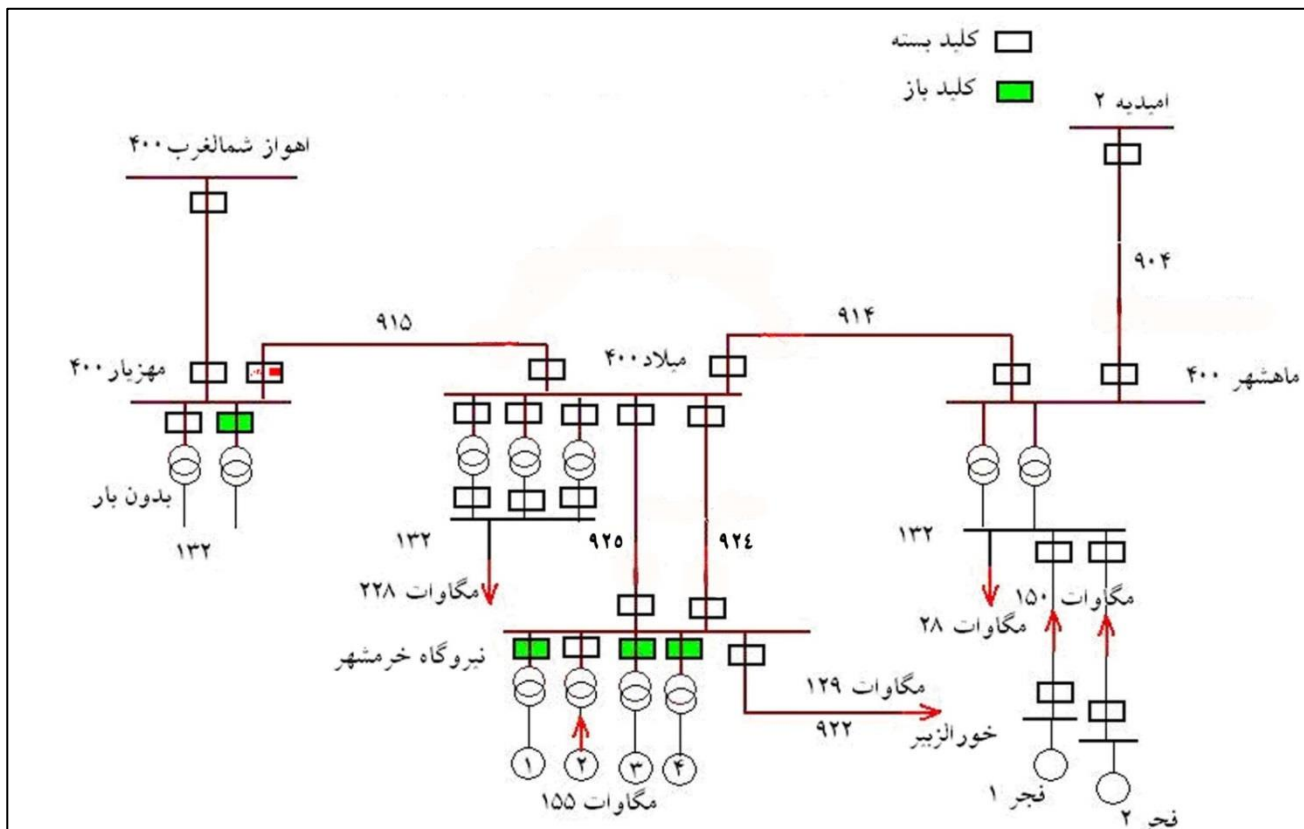 کلید بسته
کلید باز
امیدیه ۲
اهواز شمالغرب ۴۰۰
۹۰۴
۹۱۵
۹۱۴
مهزیار ۴۰۰
میلاد ۴۰۰
ماهشهر ۴۰۰
بدون بار
۱۳۲
۱۳۲
۹۲۵
۹۲٤
۱۳۲
۲۲۸ مگاوات
۱۵۰ مگاوات
۲۸ مگاوات
نیروگاه خرمشهر
۱۲۹ مگاوات
۹۲۲
خورالزبیر
۱
۲
۳
۴
۱۵۵ مگاوات
فجر ۱
فجر ۲